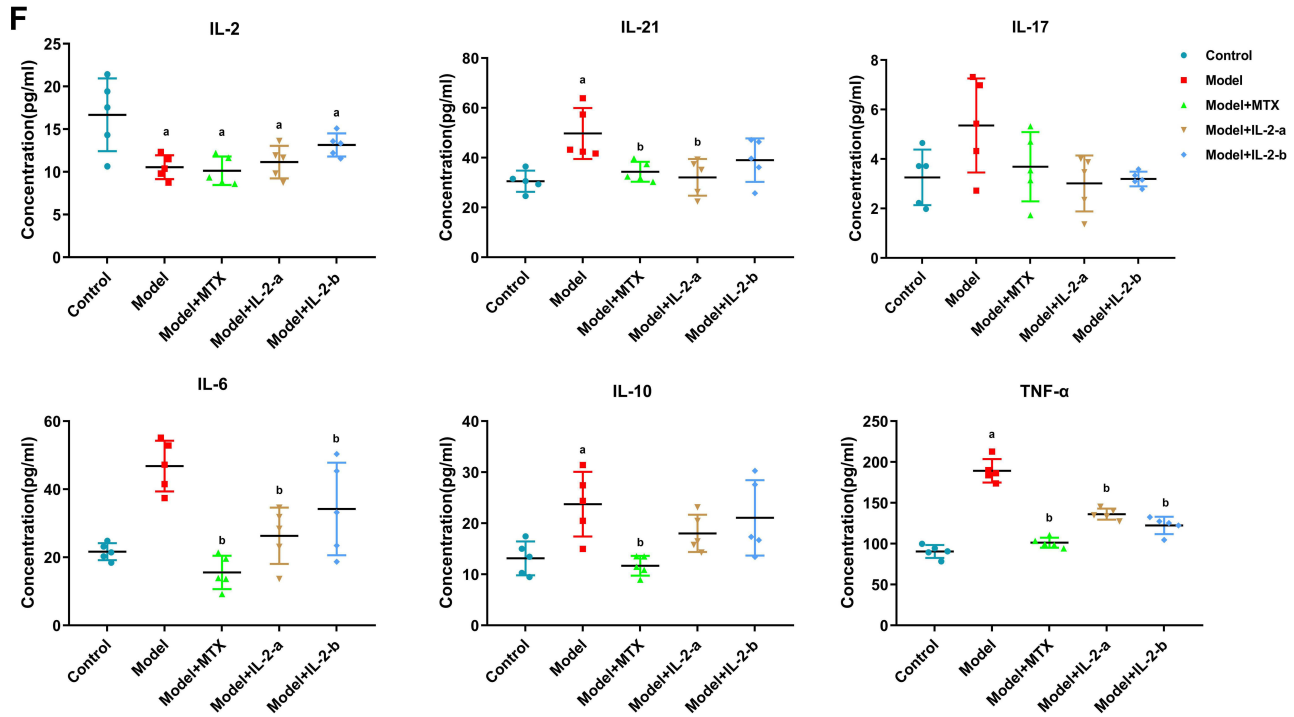 F
IL-2
Concentration(pg/ml)
25
20
15
10
5
0
a
a
a
a
Control
Model
Model+MTX
Model+IL-2-a
Model+IL-2-b
IL-21
Concentration(pg/ml)
80
60
40
21
0
a
b
b
Control
Model
Model+MTX
Model+IL-2-a
Model+IL-2-b
IL-17
Concentration(pg/ml)
8
6
4
2
0
Control
Model
Model+MTX
Model+IL-2-a
Model+IL-2-b
Control
Model
Model+MTX
Model+IL-2-a
Model+IL-2-b
IL-6
Concentration(pg/ml)
60
40
20
0
b
b
b
Control
Model
Model+MTX
Model+IL-2-a
Model+IL-2-b
IL-10
Concentration(pg/ml)
40
30
20
10
0
a
b
Control
Model
Model+MTX
Model+IL-2-a
Model+IL-2-b
TNF-α
Concentration(pg/ml)
250
200
150
100
50
0
a
b
b
b
Control
Model
Model+MTX
Model+IL-2-a
Model+IL-2-b